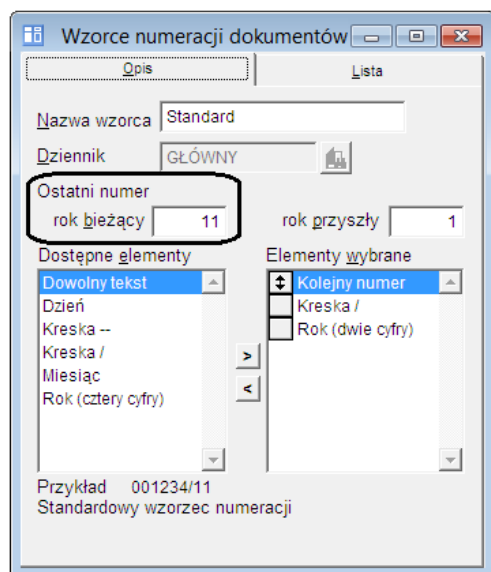 Wzorce numeracji dokumentów
Opis Lista
Nazwa wzorca Standard
Dziennik GŁÓWNY
Ostatni numer
rok bieżący 11 rok przyszły 1
Dostępne elementy Elementy wybrane
Dowolny tekst Kolejny numer
Dzień Kreska /
Kreska -- Rok (dwie cyfry)
Kreska /
Miesiąc
Rok (cztery cyfry)
> 
<
Przykład 001234/11
Standardowy wzorzec numeracji